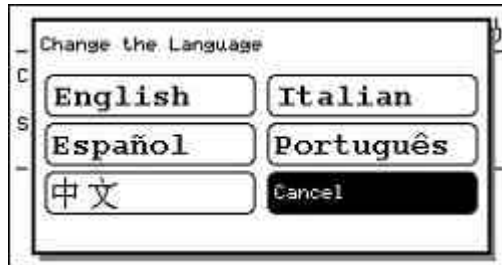 Change the Language
English Italian
Español Português
中文 Cancel
C
S